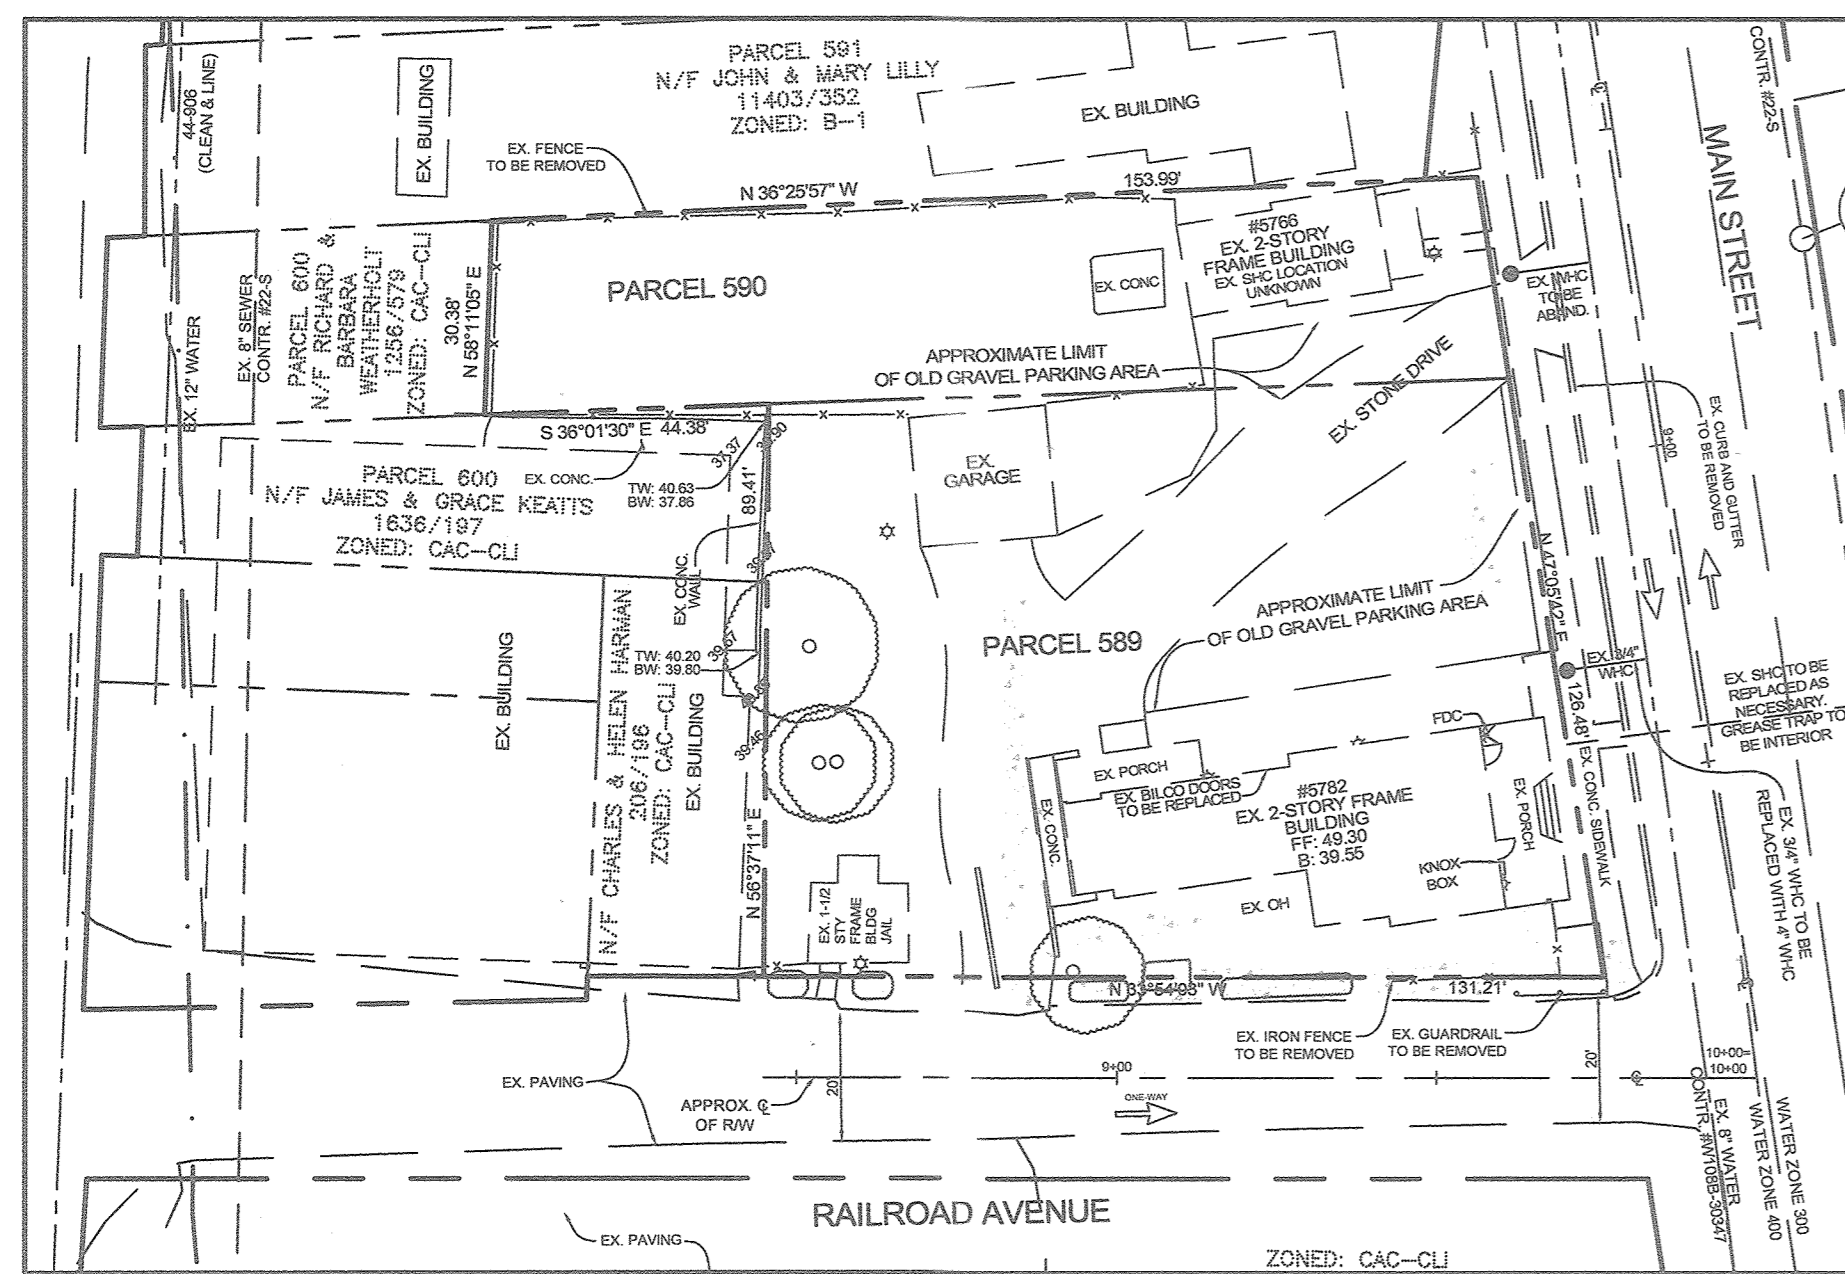 PARCEL 591
N/F JOHN & MARY LILLY
11403/352
ZONED: B-1
44-906
(CLEAN & LINE)
EX. BUILDING
EX. BUILDING
EX. FENCE
TO BE REMOVED
N 36°25'57" W
153.99'
CONTR. #22-S
MAIN STREET
#5766
EX. 2-STORY
FRAME BUILDING
EX. SHC LOCATION
UNKNOWN
EX. CONC
EX. WHC
TO BE
ABAND.
PARCEL 590
30.38'
N 58°11'05" E
PARCEL 600
N/F RICHARD &
BARBARA
WEATHERHOLT
1256/579
ZONED: CAC-CLI
EX. 8" SEWER
CONTR. #22-S
EX. 12" WATER
APPROXIMATE LIMIT
OF OLD GRAVEL PARKING AREA
EX. STONE DRIVE
EX. CURB AND GUTTER
TO BE REMOVED
9+00
S 36°01'30" E 44.38'
37.37
EX. CONC.
TW: 40.63
BW: 37.86
89.41'
EX.
GARAGE
PARCEL 600
N/F JAMES & GRACE KEATTS
1636/197
ZONED: CAC-CLI
EX. CONC.
WALL
N 47°05'42" E
126.48'
APPROXIMATE LIMIT
OF OLD GRAVEL PARKING AREA
PARCEL 589
TW: 40.20
BW: 39.80
39.67
39.46
EX. 3/4"
WHC
EX. SHC TO BE
REPLACED AS
NECESSARY.
GREASE TRAP TO
BE INTERIOR
EX. BUILDING
N/F CHARLES & HELEN HARMAN
206/196
ZONED: CAC-CLI
EX. BUILDING
N 56°37'11" E
FDC
EX. PORCH
EX. BILCO DOORS
TO BE REPLACED
#5782
EX. 2-STORY FRAME
BUILDING
FF: 49.30
B: 39.55
EX. PORCH
EX. CONC. SIDEWALK
EX. 3/4" WHC TO BE
REPLACED WITH 4" WHC
EX. CONC.
KNOX
BOX
EX. OH
EX. 1-1/2
STY
FRAME
BLDG
JAIL
N 33°54'03" W
131.21'
EX. IRON FENCE
TO BE REMOVED
EX. GUARDRAIL
TO BE REMOVED
20'
EX. PAVING
APPROX. ℄
OF R/W
20'
9+00
ONE-WAY
10+00=
10+00
EX. 8" WATER
CONTR. #W108B-30347
WATER ZONE 300
WATER ZONE 400
RAILROAD AVENUE
EX. PAVING
ZONED: CAC-CLI